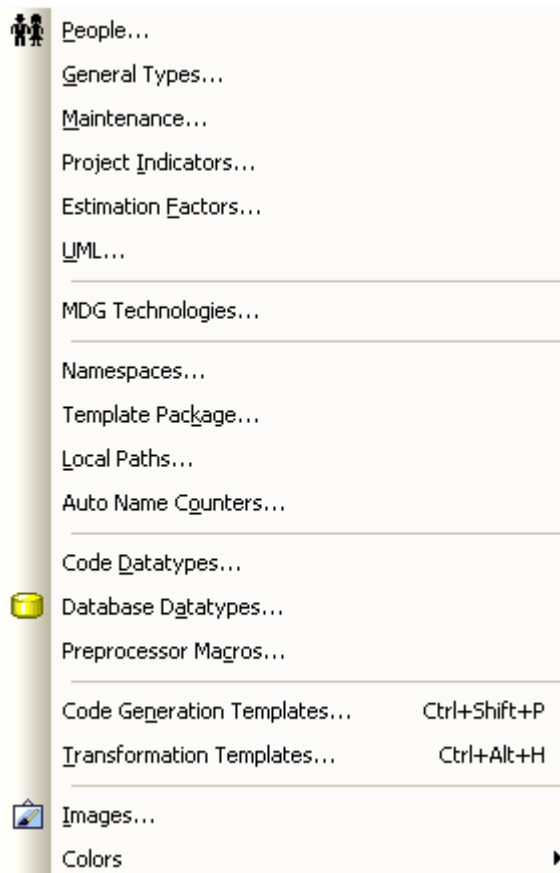 People...
General Types...
Maintenance...
Project Indicators...
Estimation Factors...
UML...
MDG Technologies...
Namespaces...
Template Package...
Local Paths...
Auto Name Counters...
Code Datatypes...
Database Datatypes...
Preprocessor Macros...
Code Generation Templates... Ctrl+Shift+P
Transformation Templates... Ctrl+Alt+H
Images...
Colors